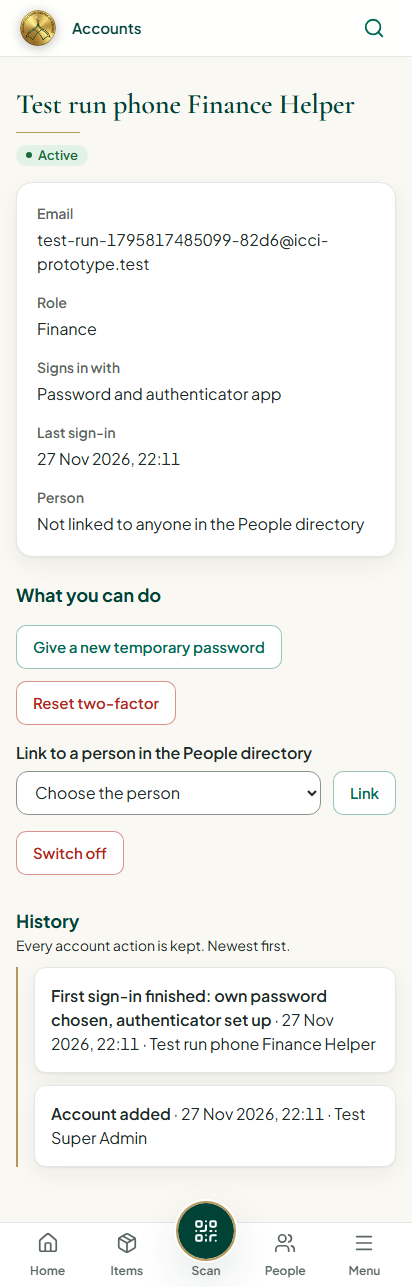 Accounts
Test run phone Finance Helper
Active
Email
test-run-1795817485099-82d6@icci-
prototype.test
Role
Finance
Signs in with
Password and authenticator app
Last sign-in
27 Nov 2026, 22:11
Person
Not linked to anyone in the People directory
What you can do
Give a new temporary password
Reset two-factor
Link to a person in the People directory
Choose the person
Link
Switch off
History
Every account action is kept. Newest first.
First sign-in finished: own password
chosen, authenticator set up · 27 Nov
2026, 22:11 · Test run phone Finance Helper
Account added · 27 Nov 2026, 22:11 · Test
Super Admin
Home
Items
Scan
People
Menu